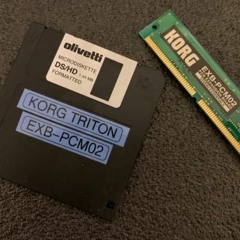 olivetti
MICRODISKETTE
DS/HD
FORMATTED
KORG TRITON
EXB-PCM02
KORG
EXB-PCM02